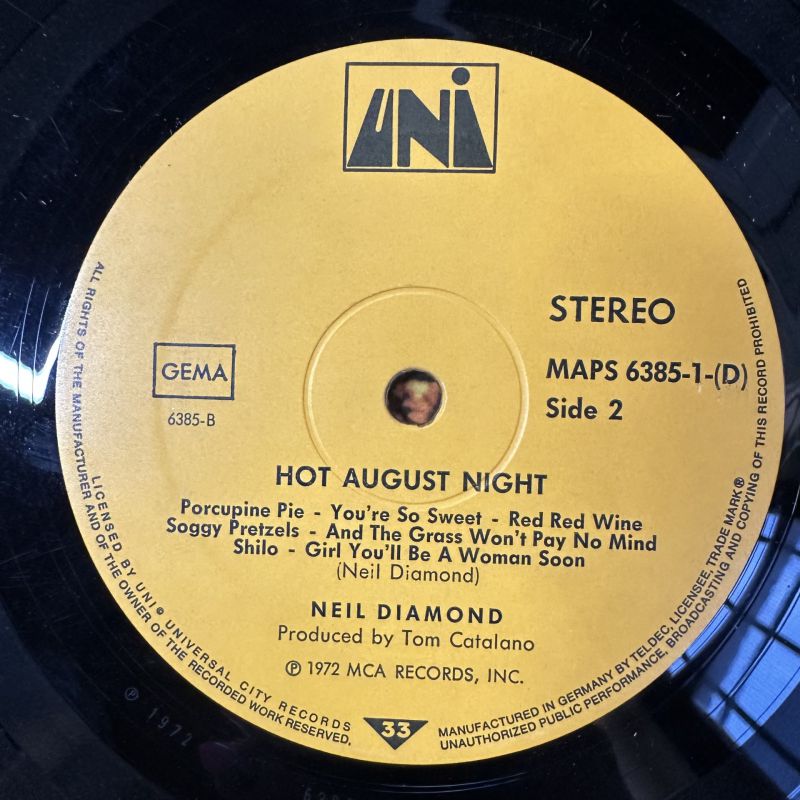 UNI
STEREO
GEMA
MAPS 6385-1-(D)
6385-B
Side 2
HOT AUGUST NIGHT
Porcupine Pie - You're So Sweet - Red Red Wine
Soggy Pretzels - And The Grass Won't Pay No Mind
Shilo - Girl You'll Be A Woman Soon
(Neil Diamond)
NEIL DIAMOND
Produced by Tom Catalano
℗ 1972 MCA RECORDS, INC.
33
ALL RIGHTS OF THE MANUFACTURER AND OF THE OWNER OF THE RECORDED WORK RESERVED.
LICENSED BY UNI® UNIVERSAL CITY RECORDS
MANUFACTURED IN GERMANY BY TELDEC, LICENSEE, TRADE MARK®
UNAUTHORIZED PUBLIC PERFORMANCE, BROADCASTING AND COPYING OF THIS RECORD PROHIBITED
℗ 1972